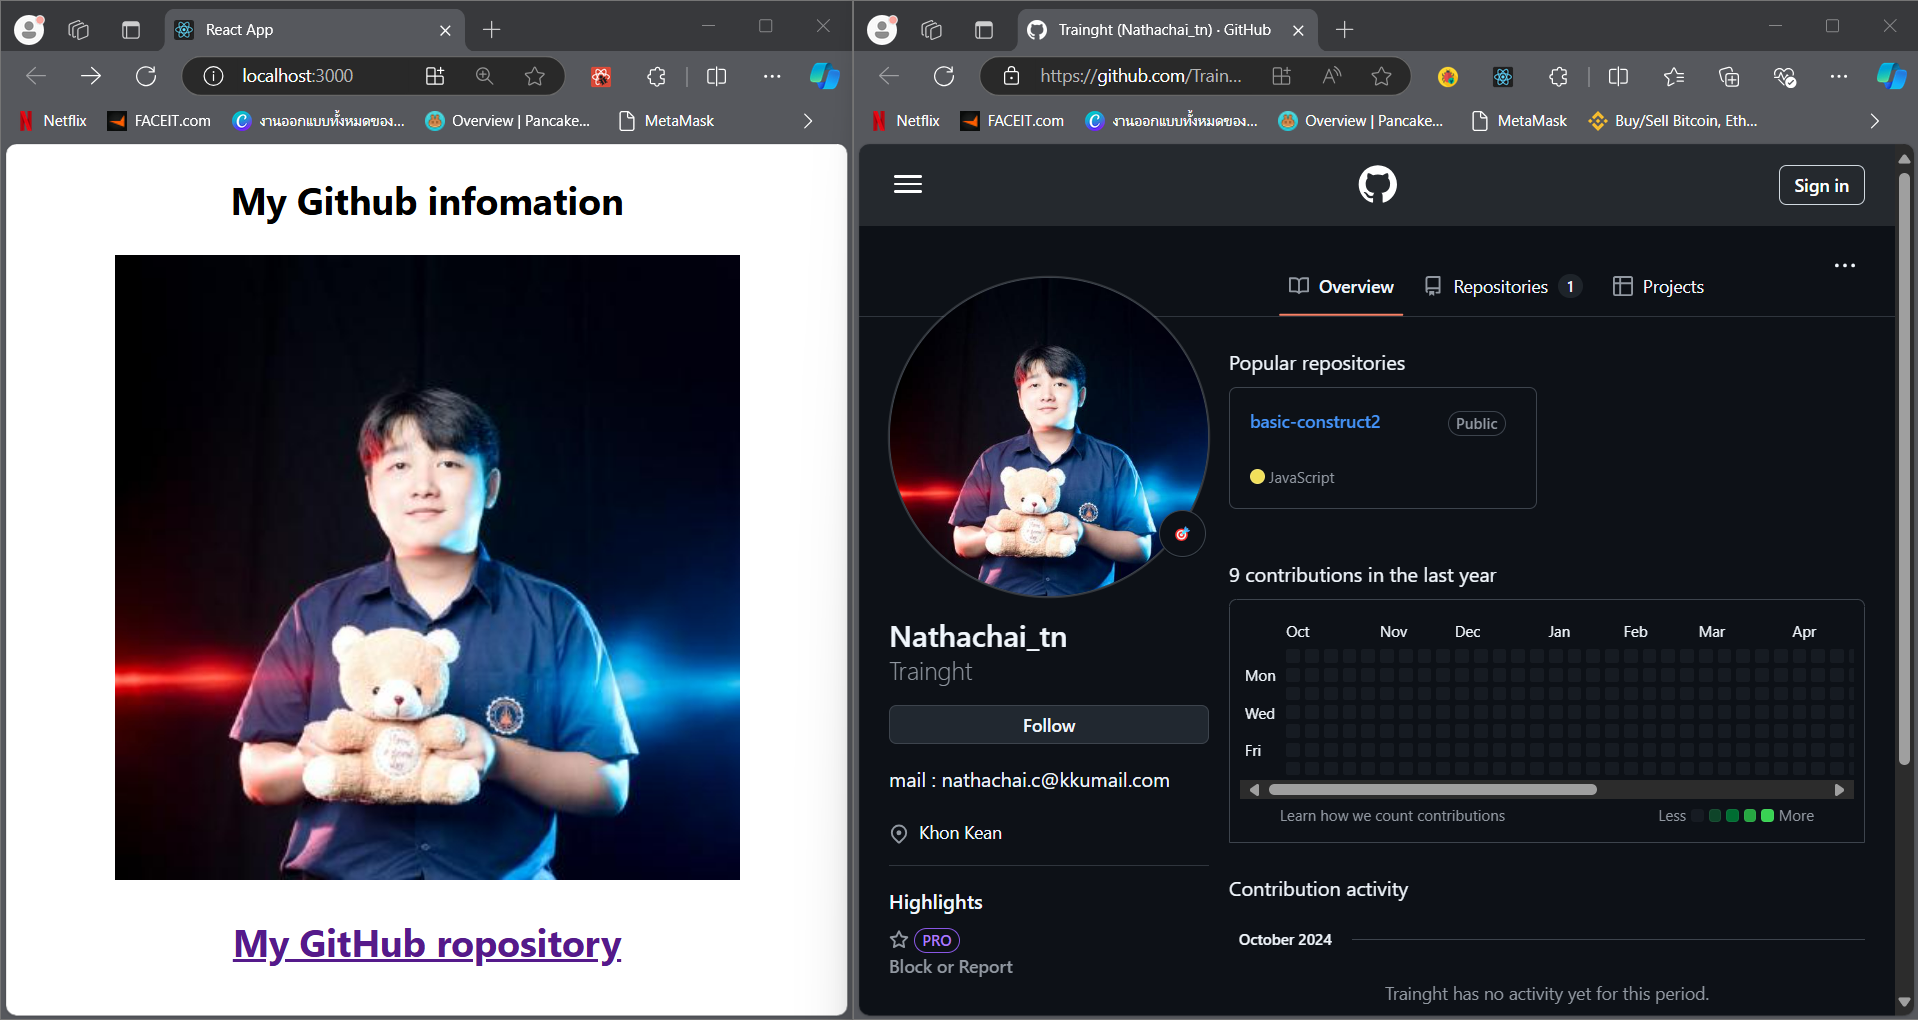 React App
localhost:3000
Netflix
FACEIT.com
งานออกแบบทั้งหมดของ...
Overview | Pancake...
MetaMask
My Github infomation
My GitHub ropository
Trainght (Nathachai_tn) · GitHub
https://github.com/Train...
Netflix
FACEIT.com
งานออกแบบทั้งหมดของ...
Overview | Pancake...
MetaMask
Buy/Sell Bitcoin, Eth...
Sign in
Overview
Repositories 1
Projects
Nathachai_tn
Trainght
Follow
mail : nathachai.c@kkumail.com
Khon Kean
Highlights
PRO
Block or Report
Popular repositories
basic-construct2 Public
JavaScript
9 contributions in the last year
Oct Nov Dec Jan Feb Mar Apr
Mon
Wed
Fri
Learn how we count contributions
Less More
Contribution activity
October 2024
Trainght has no activity yet for this period.